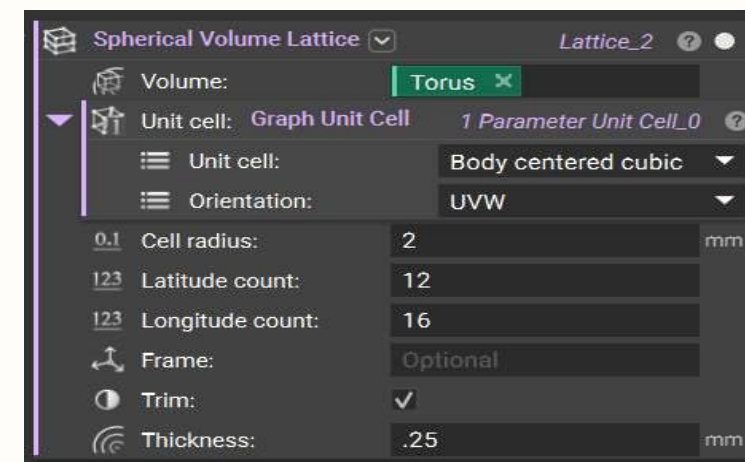 Spherical Volume Lattice Lattice_2 ?
Volume: Torus ×
Unit cell: Graph Unit Cell 1 Parameter Unit Cell_0 ?
Unit cell: Body centered cubic
Orientation: UVW
0.1 Cell radius: 2 mm
123 Latitude count: 12
123 Longitude count: 16
Frame: Optional
Trim:
Thickness: .25 mm